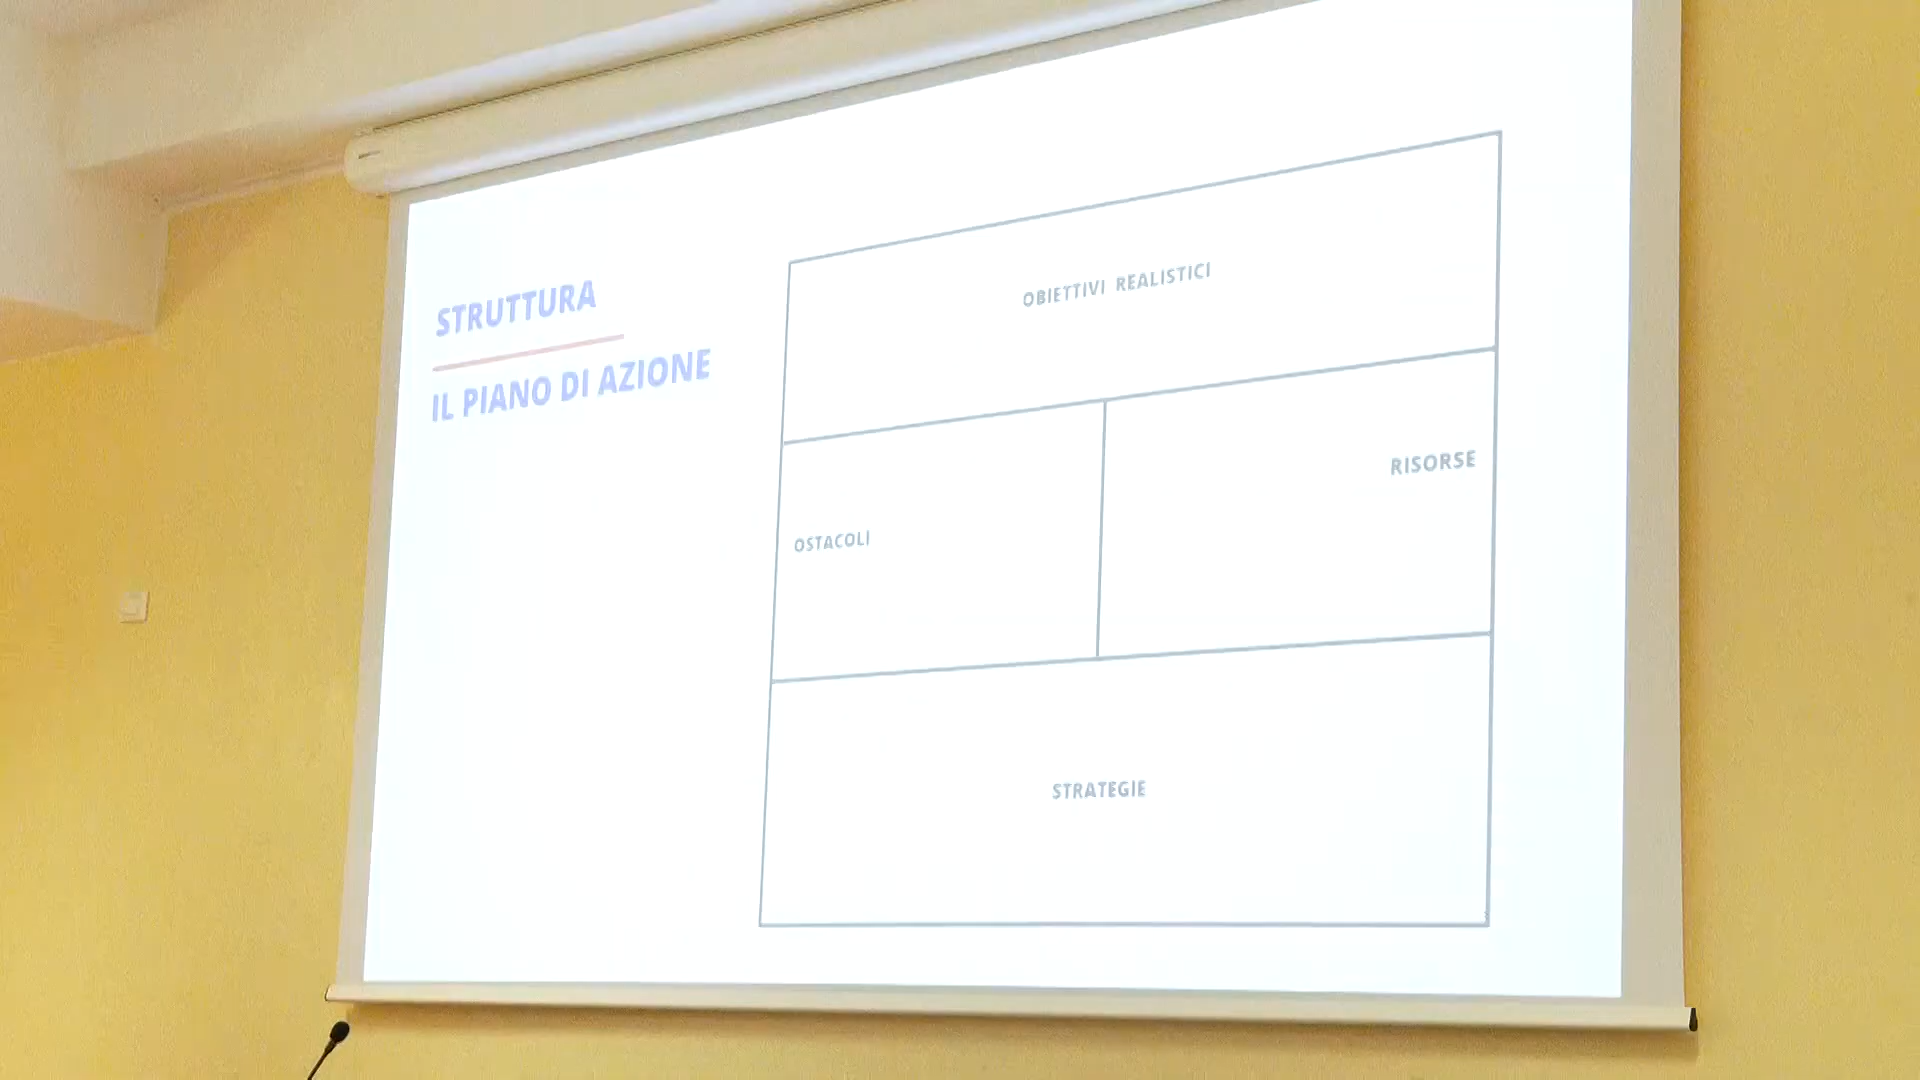 STRUTTURA
IL PIANO DI AZIONE
OBIETTIVI REALISTICI
RISORSE
OSTACOLI
STRATEGIE